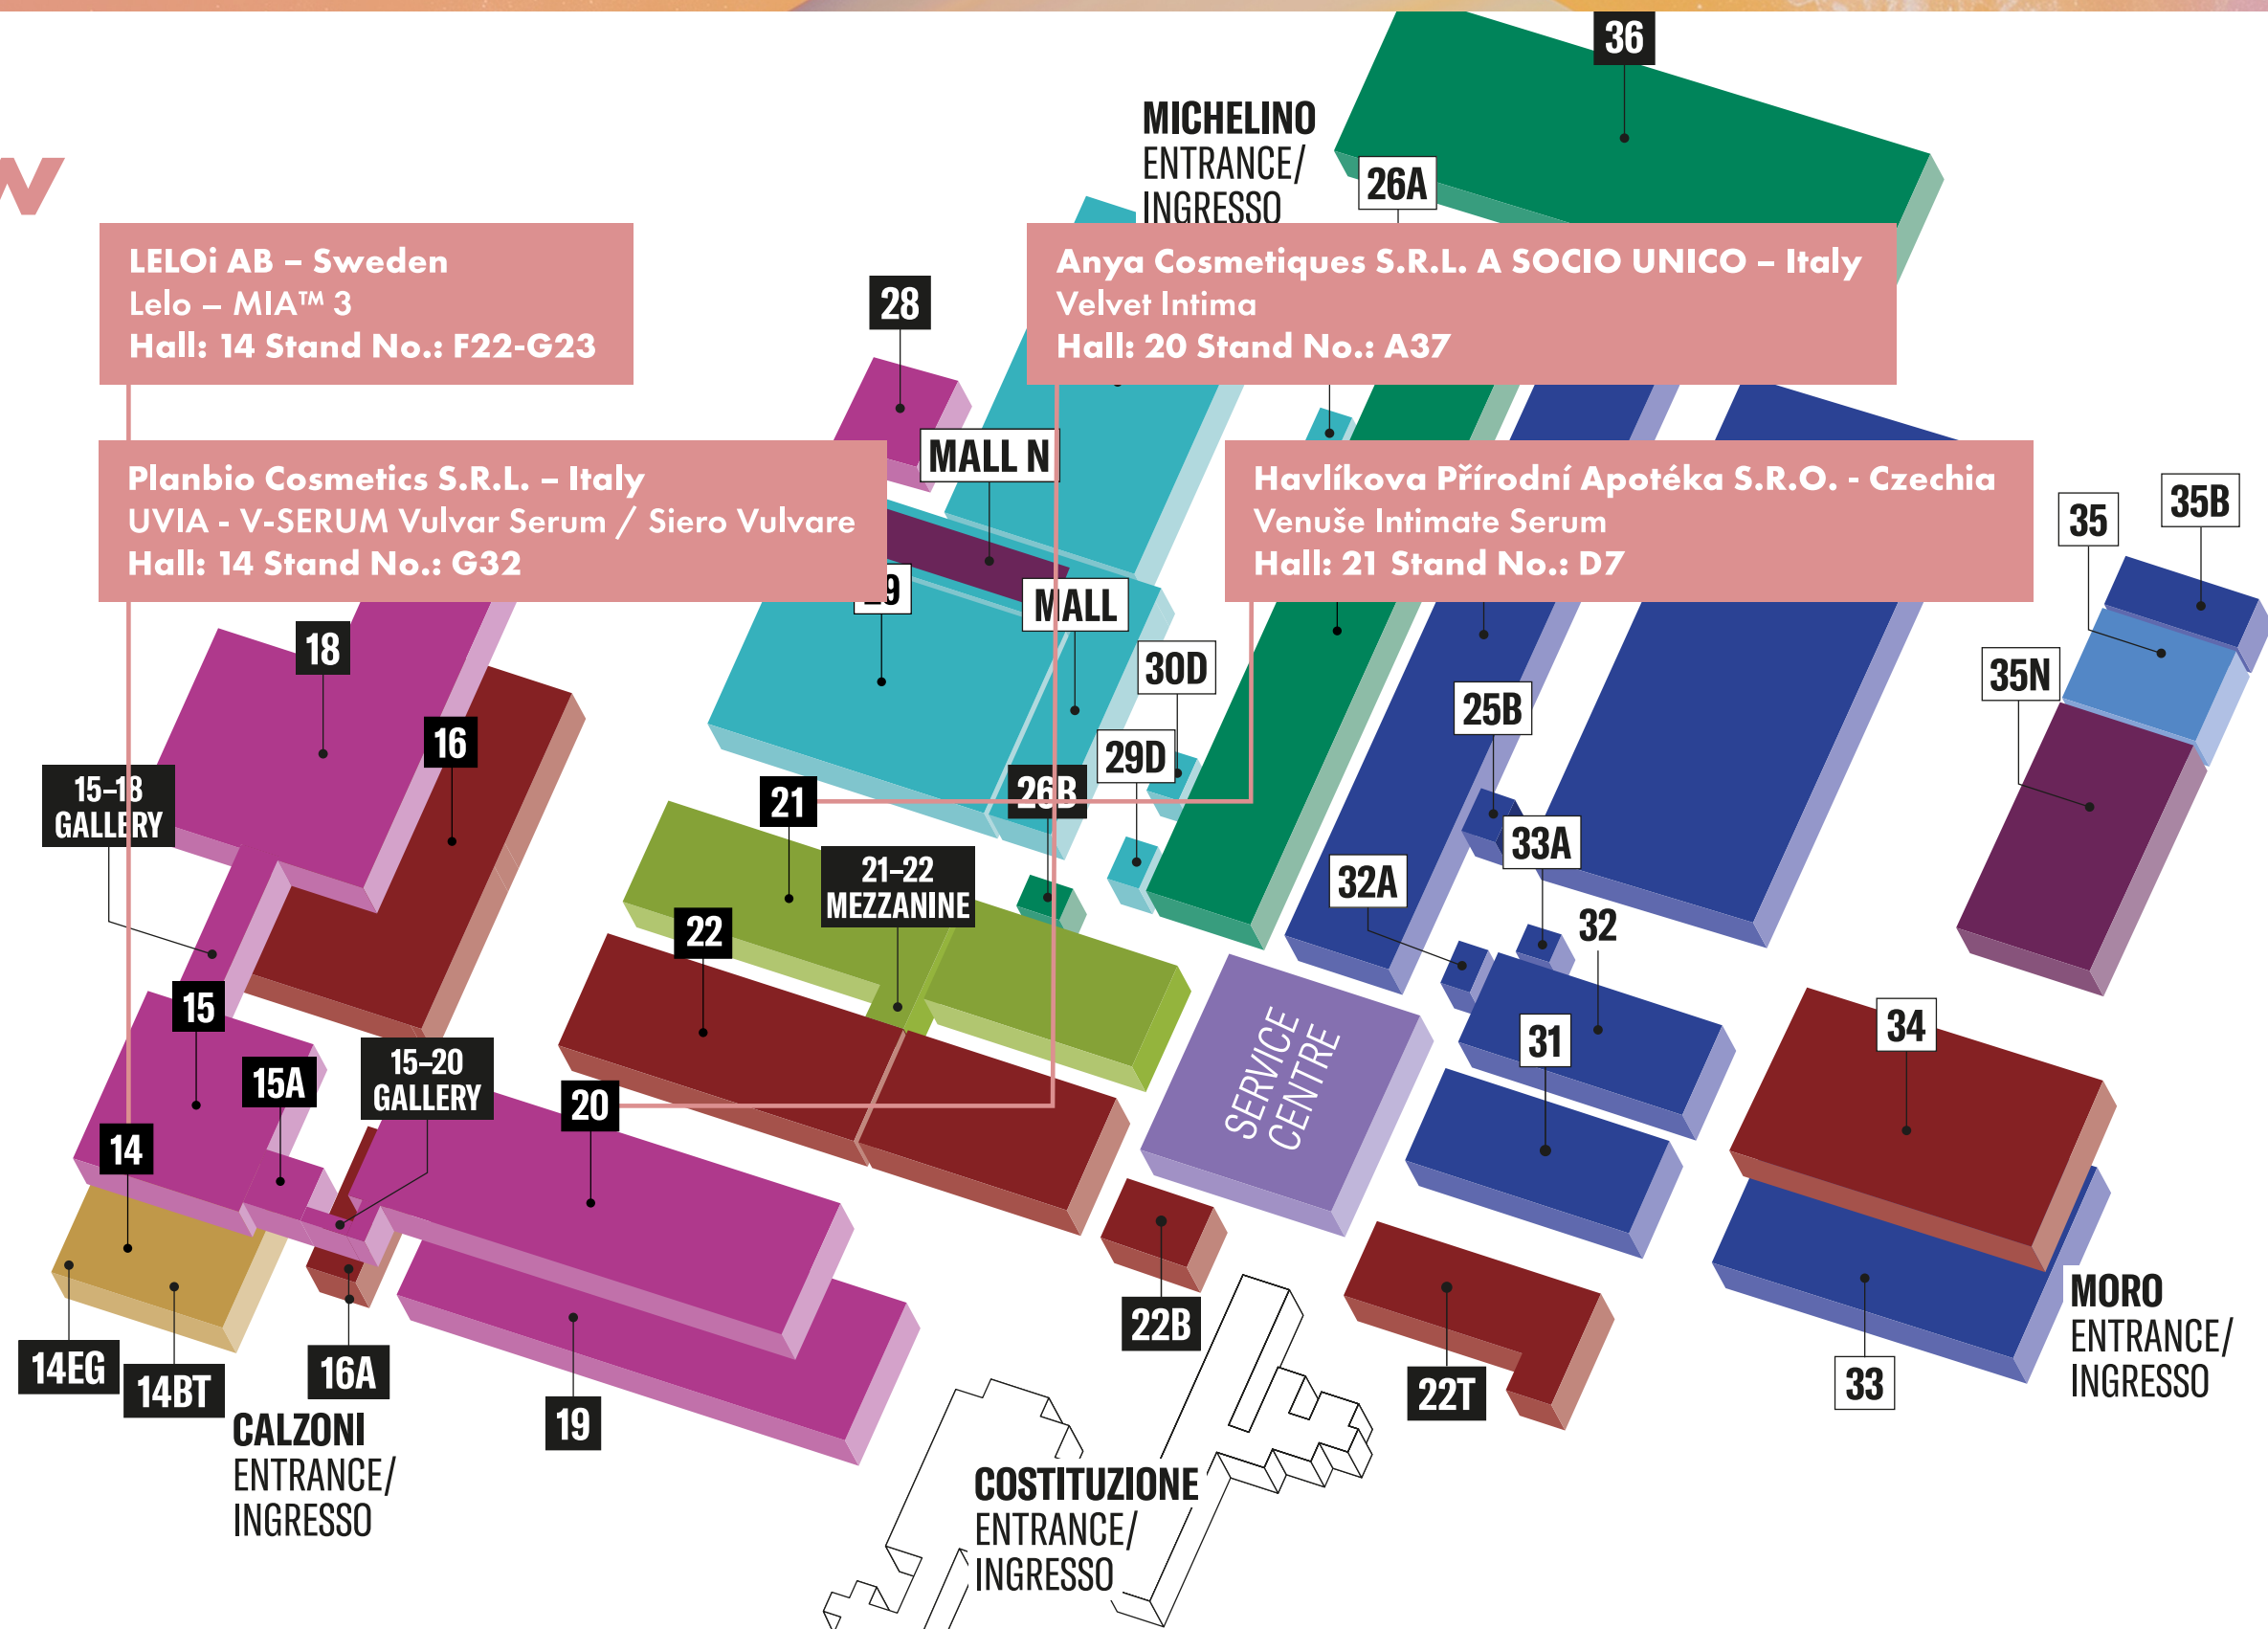 36
MICHELINO
ENTRANCE/
INGRESSO
26A
LELOi AB – Sweden
Lelo – MIA™ 3
Hall: 14 Stand No.: F22-G23
Anya Cosmetiques S.R.L. A SOCIO UNICO – Italy
Velvet Intima
Hall: 20 Stand No.: A37
28
MALL N
Planbio Cosmetics S.R.L. – Italy
UVIA - V-SERUM Vulvar Serum / Siero Vulvare
Hall: 14 Stand No.: G32
Havlíkova Přírodní Apotéka S.R.O. - Czechia
Venuše Intimate Serum
Hall: 21 Stand No.: D7
35B
35
MALL
18
30D
35N
25B
16
29D
15–18
GALLERY
21
26B
33A
21–22
MEZZANINE
32A
22
32
15
SERVICE
CENTRE
31
34
15A
15–20
GALLERY
20
14
MORO
ENTRANCE/
INGRESSO
22B
14EG
14BT
16A
33
22T
19
CALZONI
ENTRANCE/
INGRESSO
COSTITUZIONE
ENTRANCE/
INGRESSO